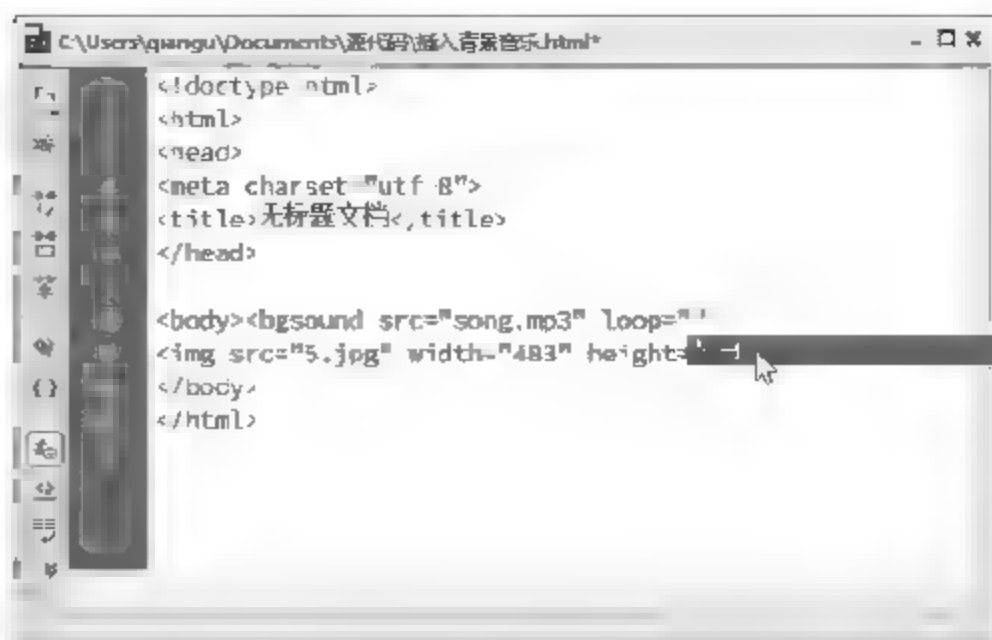 C:\Users\qiangu\Documents\源代码\插入背景音乐.html*
<!doctype html>
<html>
<head>
<meta charset="utf-8">
<title>无标题文档</title>
</head>
<body><bgsound src="song.mp3" loop="
<img src="5.jpg" width="483" height=
</body>
</html>